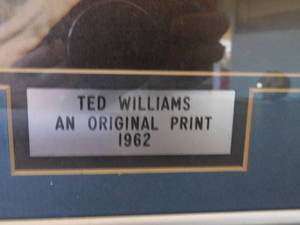 TED WILLIAMS
AN ORIGINAL PRINT
1962